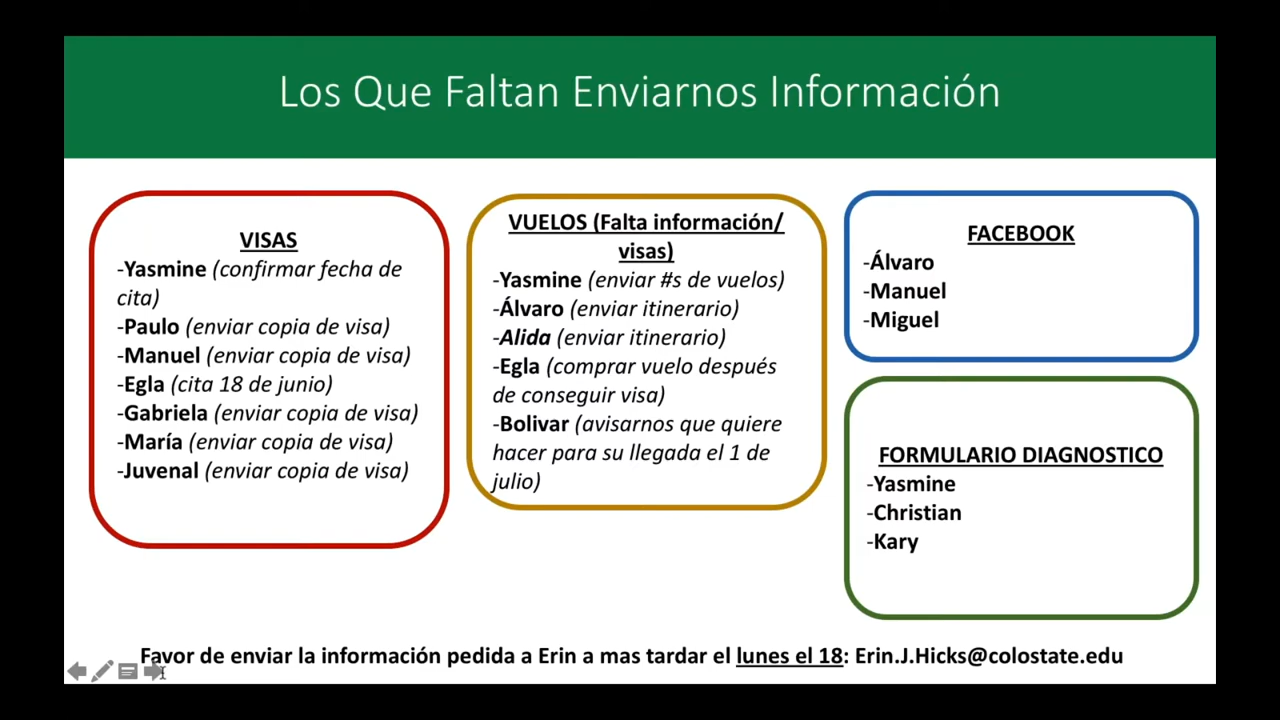 Los Que Faltan Enviarnos Información
VISAS
-Yasmine (confirmar fecha de
cita)
-Paulo (enviar copia de visa)
-Manuel (enviar copia de visa)
-Egla (cita 18 de junio)
-Gabriela (enviar copia de visa)
-María (enviar copia de visa)
-Juvenal (enviar copia de visa)
VUELOS (Falta información/
visas)
-Yasmine (enviar #s de vuelos)
-Álvaro (enviar itinerario)
-Alida (enviar itinerario)
-Egla (comprar vuelo después
de conseguir visa)
-Bolivar (avisarnos que quiere
hacer para su llegada el 1 de
julio)
FACEBOOK
-Álvaro
-Manuel
-Miguel
FORMULARIO DIAGNOSTICO
-Yasmine
-Christian
-Kary
Favor de enviar la información pedida a Erin a mas tardar el lunes el 18: Erin.J.Hicks@colostate.edu